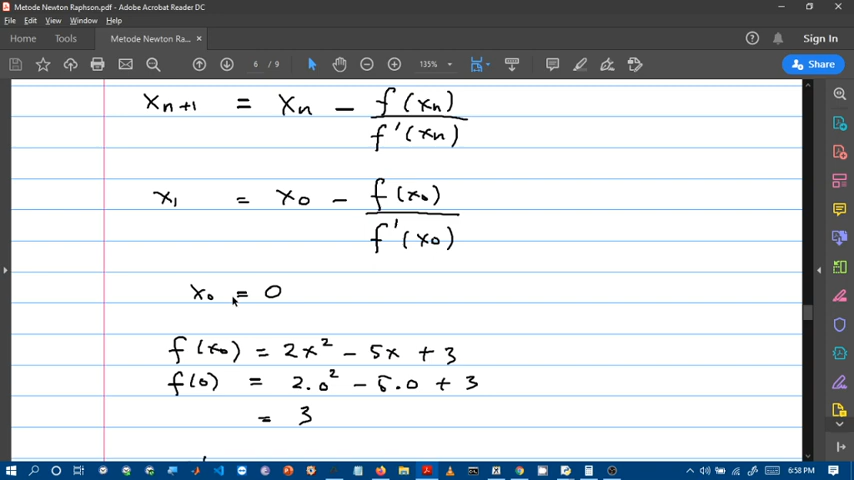 Metode Newton Raphson.pdf - Adobe Acrobat Reader DC
File Edit View Window Help
Home Tools Metode Newton Ra... × Sign In
6 / 9 135% Share
xn+1 = xn - f(xn) / f'(xn)
x1 = x0 - f(x0) / f'(x0)
x0 = 0
f(x0) = 2x² - 5x + 3
f(0) = 2.0² - 5.0 + 3
= 3
6:58 PM